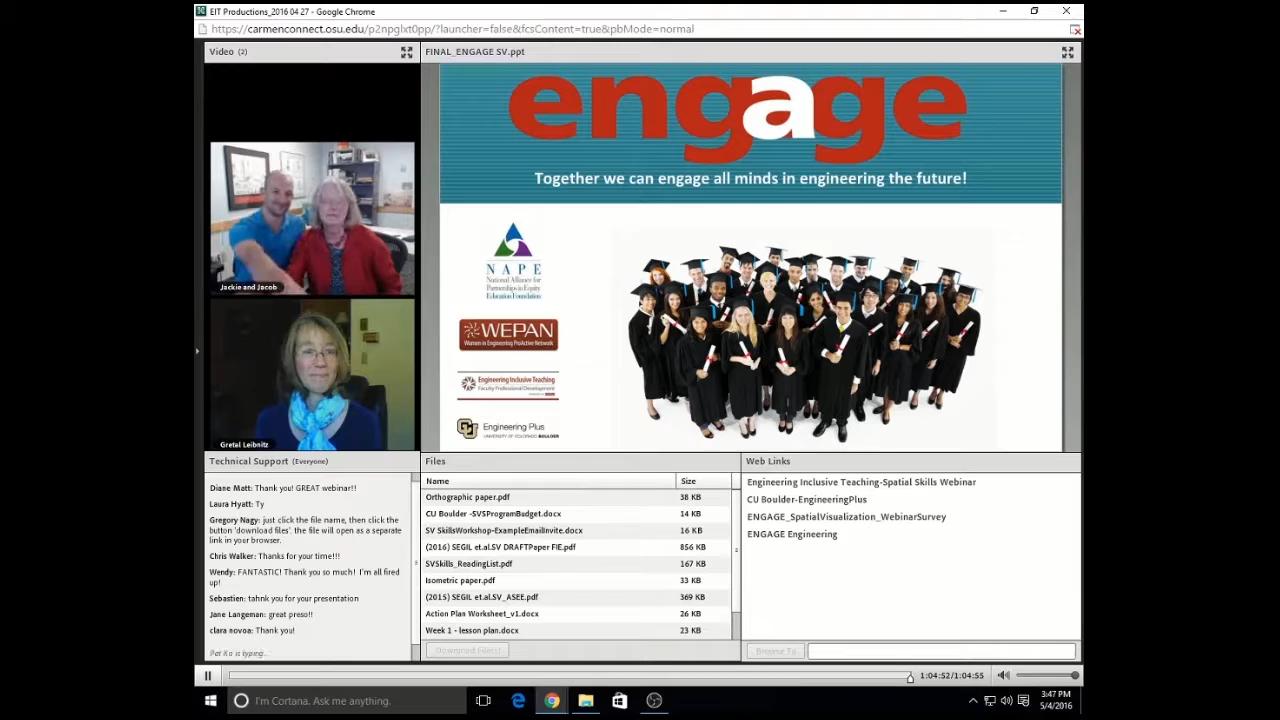 EIT Productions_2016 04 27 - Google Chrome
https://carmenconnect.osu.edu/p2npglxt0pp/?launcher=false&fcsContent=true&pbMode=normal
Video (2)
Jackie and Jacob
Gretal Leibnitz
FINAL_ENGAGE SV.ppt
engage
Together we can engage all minds in engineering the future!
NAPE
National Alliance for
Partnerships in Equity
Education Foundation
WEPAN
Women in Engineering ProActive Network
Engineering Inclusive Teaching
Faculty Professional Development
Engineering Plus
UNIVERSITY OF COLORADO BOULDER
Technical Support (Everyone)
Diane Matt: Thank you! GREAT webinar!!
Laura Hyatt: Ty
Gregory Nagy: just click the file name, then click the
button 'download files'. the file will open as a separate
link in your browser.
Chris Walker: Thanks for your time!!!
Wendy: FANTASTIC! Thank you so much! I'm all fired
up!
Sebastien: tahnk you for your presentation
Jane Langeman: great preso!!
clara novoa: Thank you!
Pat Ko is typing...
Files
Name Size
Orthographic paper.pdf 38 KB
CU Boulder -SVSProgramBudget.docx 14 KB
SV SkillsWorkshop-ExampleEmailInvite.docx 16 KB
(2016) SEGIL et.al.SV DRAFTPaper FIE.pdf 856 KB
SVSkills_ReadingList.pdf 167 KB
Isometric paper.pdf 33 KB
(2015) SEGIL et.al.SV_ASEE.pdf 369 KB
Action Plan Worksheet_v1.docx 26 KB
Week 1 - lesson plan.docx 23 KB
Download File(s)
Web Links
Engineering Inclusive Teaching-Spatial Skills Webinar
CU Boulder-EngineeringPlus
ENGAGE_SpatialVisualization_WebinarSurvey
ENGAGE Engineering
Browse To
1:04:52/1:04:55
I'm Cortana. Ask me anything.
3:47 PM
5/4/2016